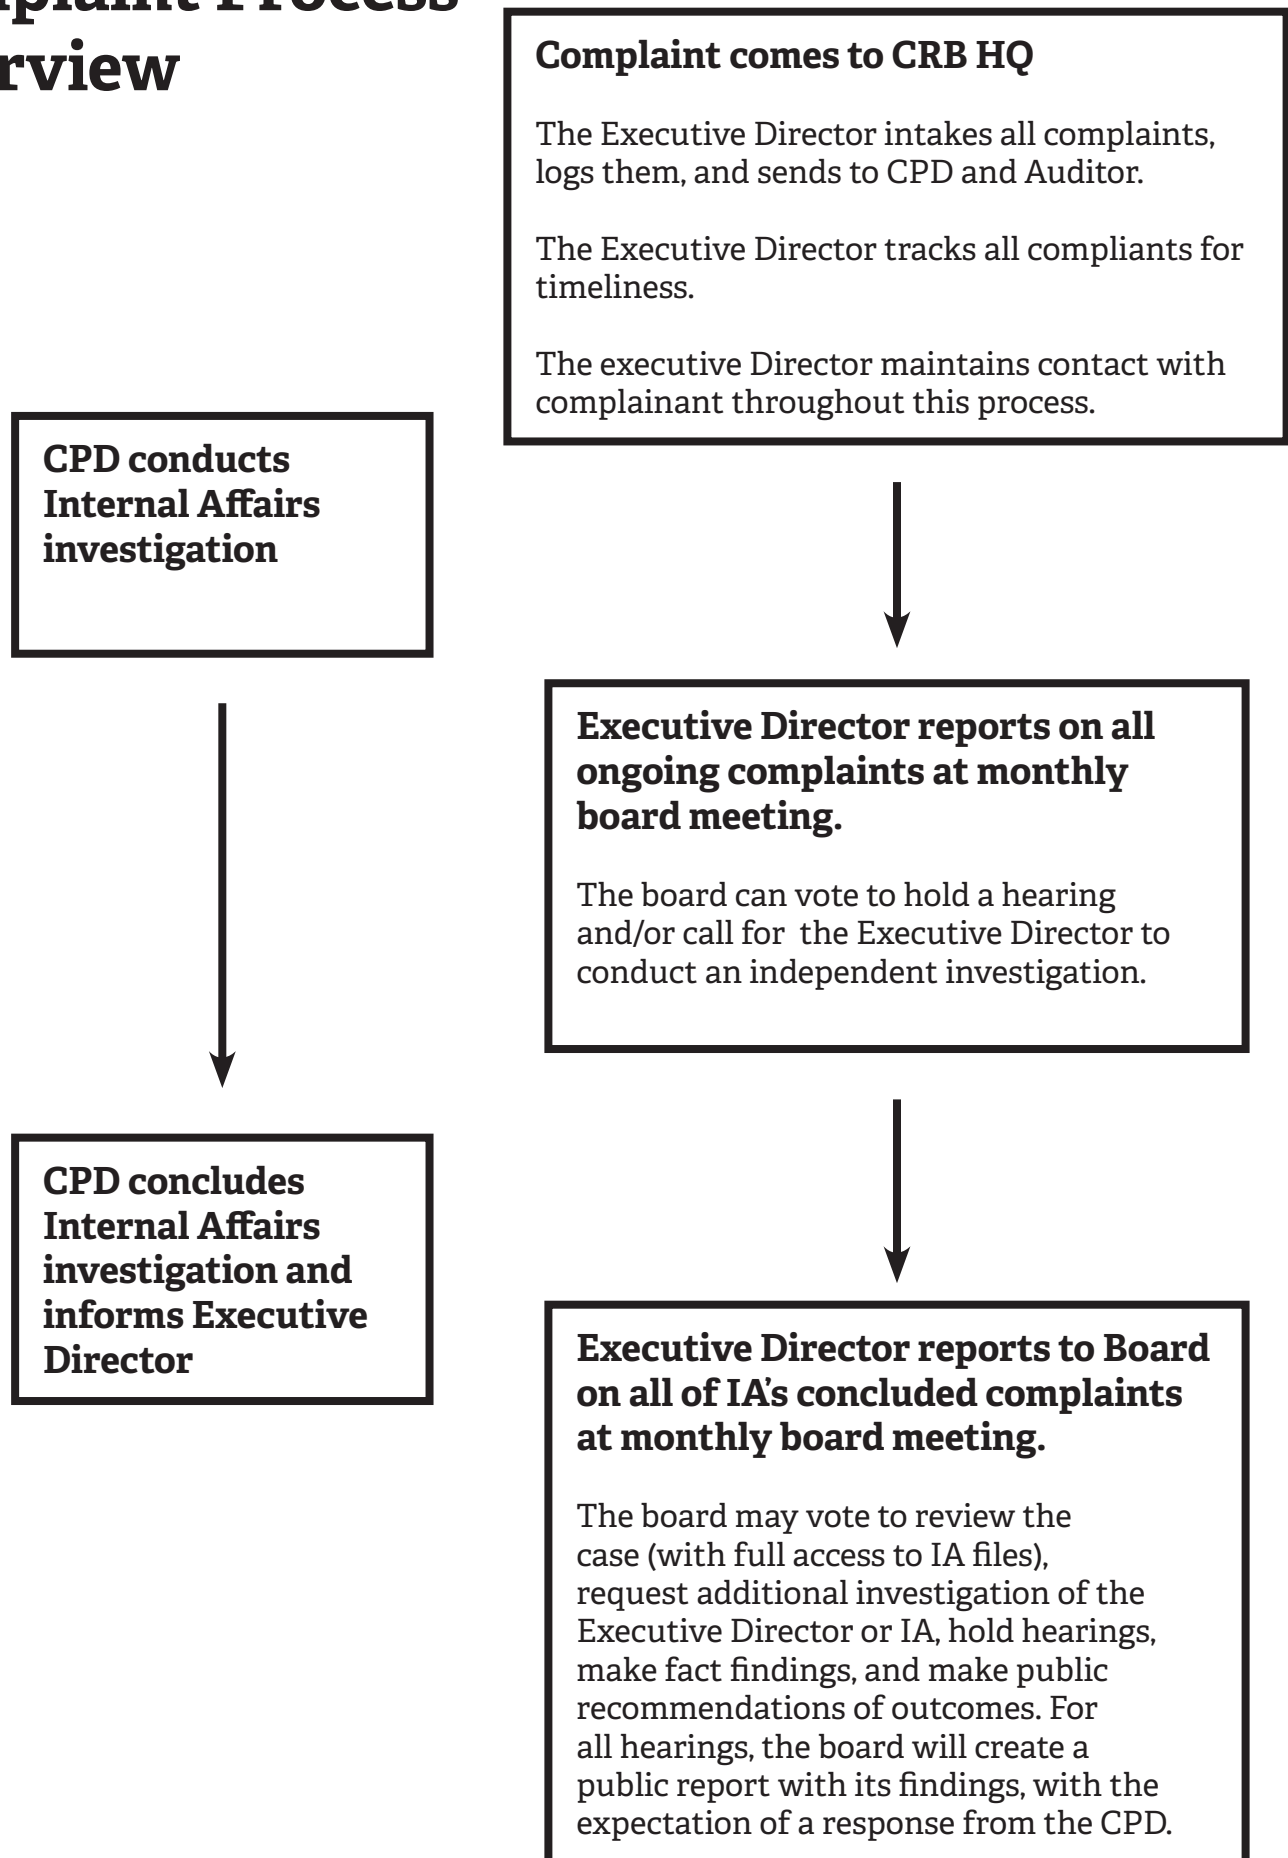 rview
Complaint comes to CRB HQ
The Executive Director intakes all complaints,
logs them, and sends to CPD and Auditor.
The Executive Director tracks all compliants for
timeliness.
The executive Director maintains contact with
complainant throughout this process.
CPD conducts
Internal Affairs
investigation
Executive Director reports on all
ongoing complaints at monthly
board meeting.
The board can vote to hold a hearing
and/or call for  the Executive Director to
conduct an independent investigation.
CPD concludes
Internal Affairs
investigation and
informs Executive
Director
Executive Director reports to Board
on all of IA's concluded complaints
at monthly board meeting.
The board may vote to review the
case (with full access to IA files),
request additional investigation of the
Executive Director or IA, hold hearings,
make fact findings, and make public
recommendations of outcomes. For
all hearings, the board will create a
public report with its findings, with the
expectation of a response from the CPD.